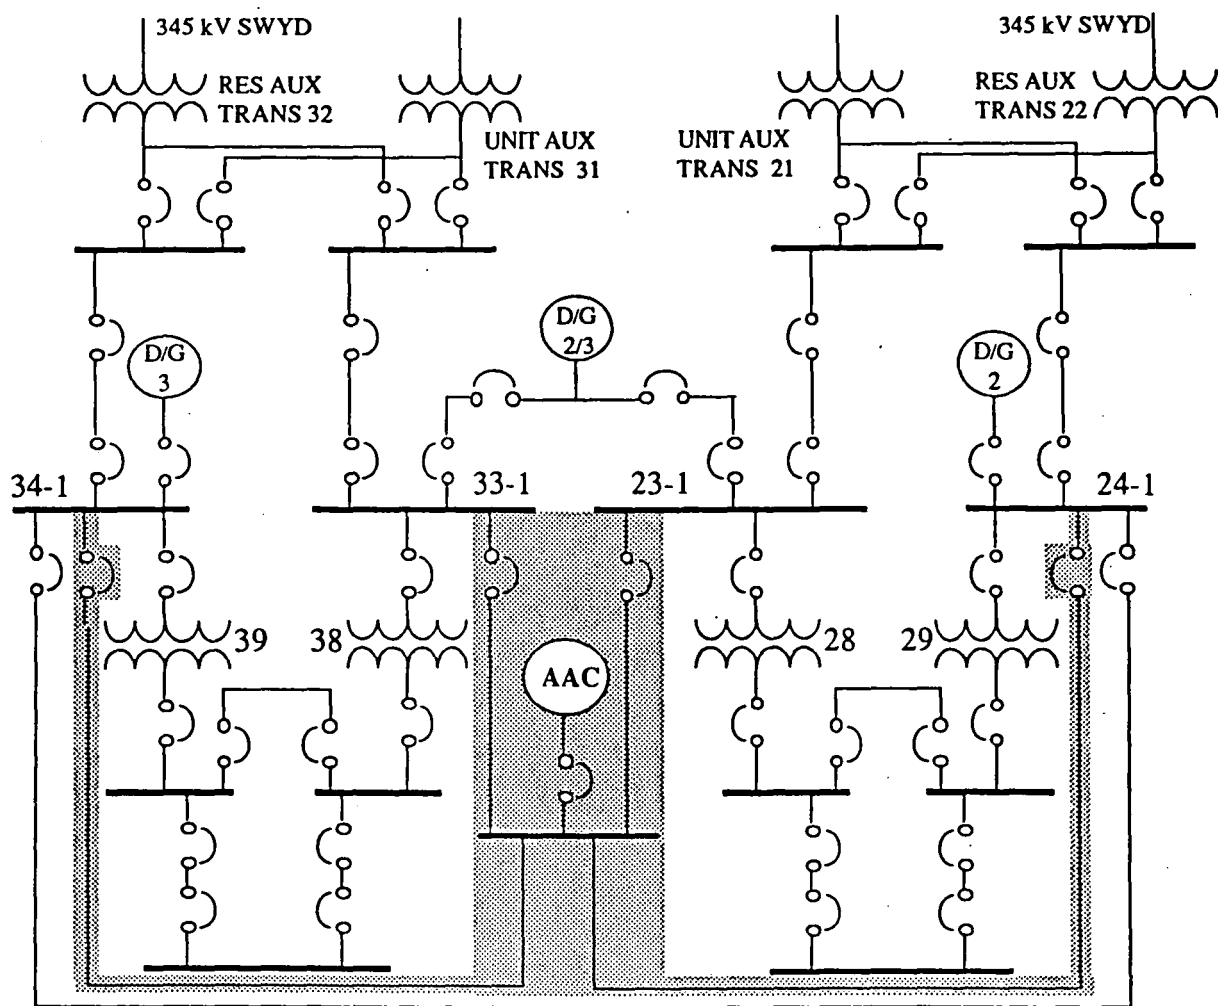 345 kV SWYD
345 kV SWYD
RES AUX
TRANS 32
RES AUX
TRANS 22
UNIT AUX
TRANS 31
UNIT AUX
TRANS 21
D/G
2/3
D/G
3
D/G
2
34-1
33-1
23-1
24-1
39
38
28
29
AAC